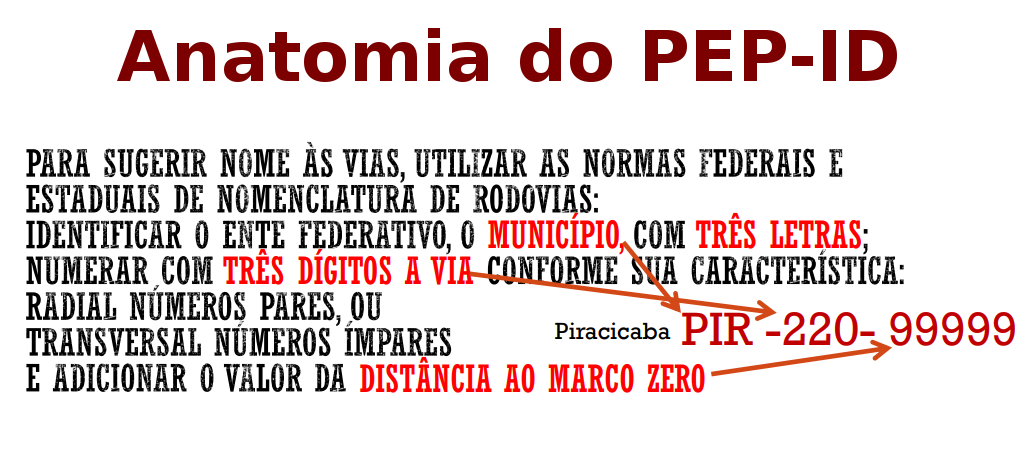 Anatomia do PEP-ID
PARA SUGERIR NOME ÀS VIAS, UTILIZAR AS NORMAS FEDERAIS E
ESTADUAIS DE NOMENCLATURA DE RODOVIAS:
IDENTIFICAR O ENTE FEDERATIVO, O MUNICÍPIO, COM TRÊS LETRAS;
NUMERAR COM TRÊS DÍGITOS A VIA CONFORME SUA CARACTERÍSTICA:
RADIAL NÚMEROS PARES, OU
TRANSVERSAL NÚMEROS ÍMPARES
Piracicaba PIR -220- 99999
E ADICIONAR O VALOR DA DISTÂNCIA AO MARCO ZERO